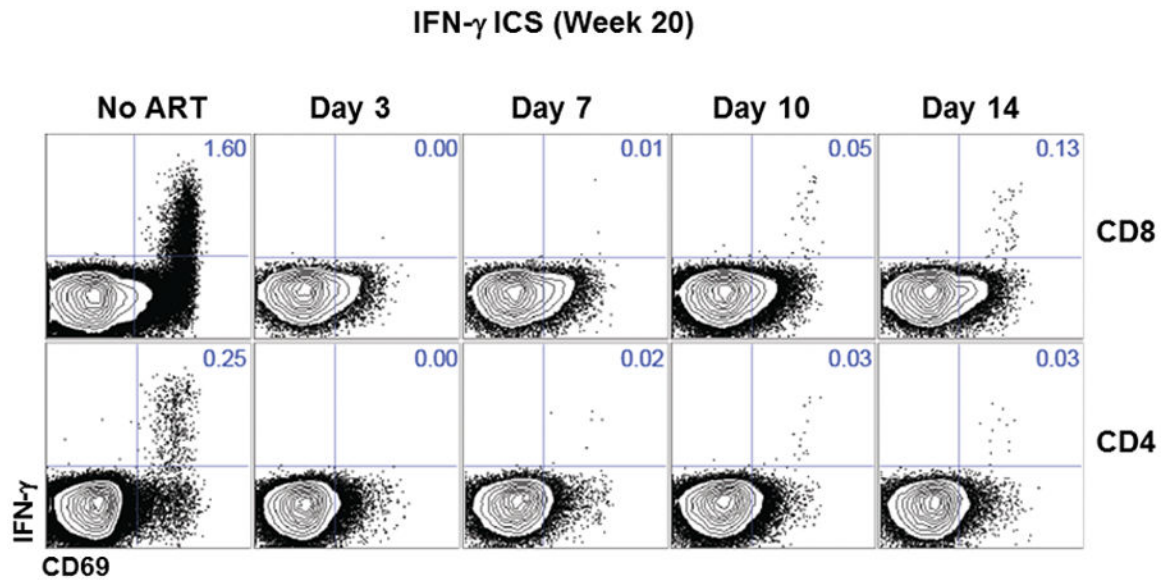 IFN-γ ICS (Week 20)
No ART Day 3 Day 7 Day 10 Day 14
1.60 0.00 0.01 0.05 0.13
CD8
0.25 0.00 0.02 0.03 0.03
CD4
IFN-γ
CD69